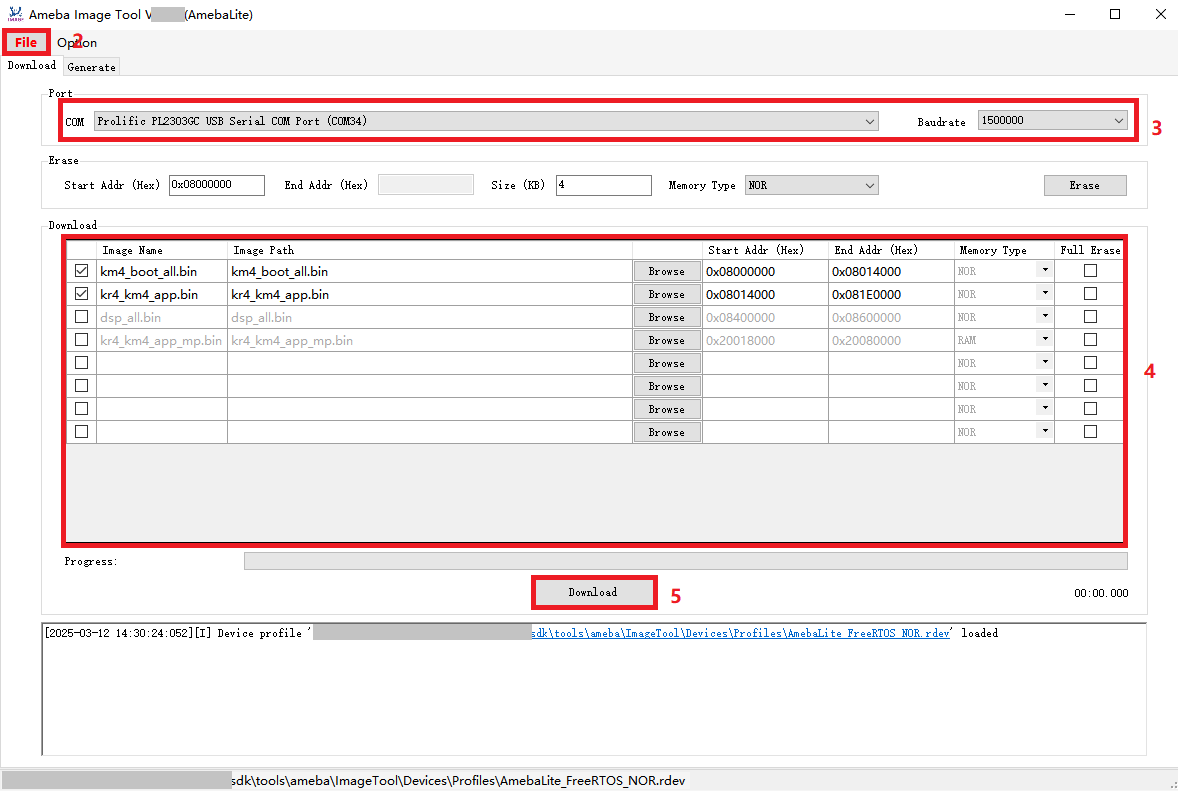 Ameba Image Tool V (AmebaLite)
File Option 2
Download Generate
Port
COM Prolific PL2303GC USB Serial COM Port (COM34) Baudrate 1500000
3
Erase
Start Addr (Hex) 0x08000000 End Addr (Hex) Size (KB) 4 Memory Type NOR Erase
Download
Image Name Image Path Start Addr (Hex) End Addr (Hex) Memory Type Full Erase
km4_boot_all.bin km4_boot_all.bin Browse 0x08000000 0x08014000 NOR
kr4_km4_app.bin kr4_km4_app.bin Browse 0x08014000 0x081E0000 NOR
dsp_all.bin dsp_all.bin Browse 0x08400000 0x08600000 NOR
kr4_km4_app_mp.bin kr4_km4_app_mp.bin Browse 0x20018000 0x20080000 RAM
Browse NOR
4
Browse NOR
Browse NOR
Browse NOR
Progress:
Download 5 00:00.000
[2025-03-12 14:30:24:052][I] Device profile ' sdk\tools\ameba\ImageTool\Devices\Profiles\AmebaLite_FreeRTOS_NOR.rdev' loaded
sdk\tools\ameba\ImageTool\Devices\Profiles\AmebaLite_FreeRTOS_NOR.rdev